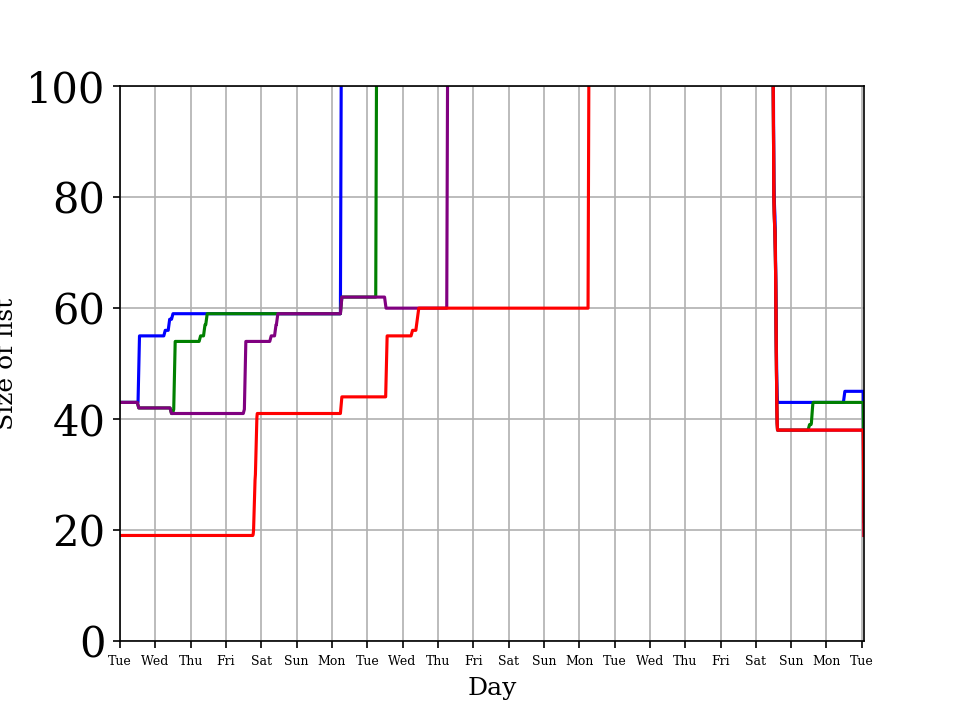 100
80
60
40
20
0
Size of list
Tue Wed Thu Fri Sat Sun Mon Tue Wed Thu Fri Sat Sun Mon Tue Wed Thu Fri Sat Sun Mon Tue
Day